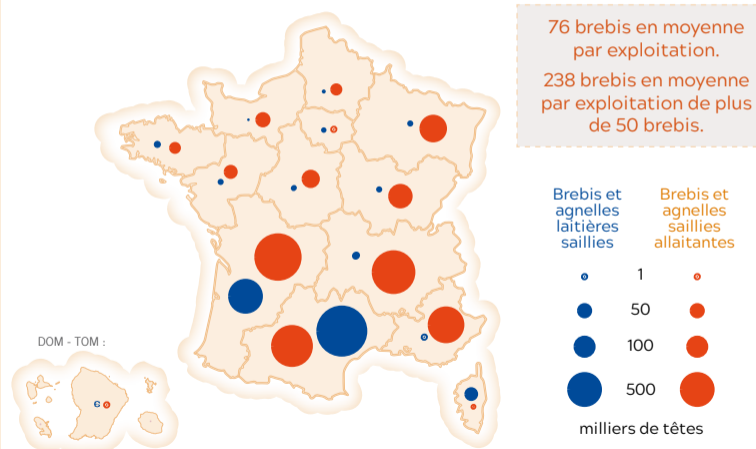 76 brebis en moyenne
par exploitation.
238 brebis en moyenne
par exploitation de plus
de 50 brebis.
Brebis et
agnelles
laitières
saillies
Brebis et
agnelles
saillies
allaitantes
1
50
100
500
milliers de têtes
DOM - TOM :